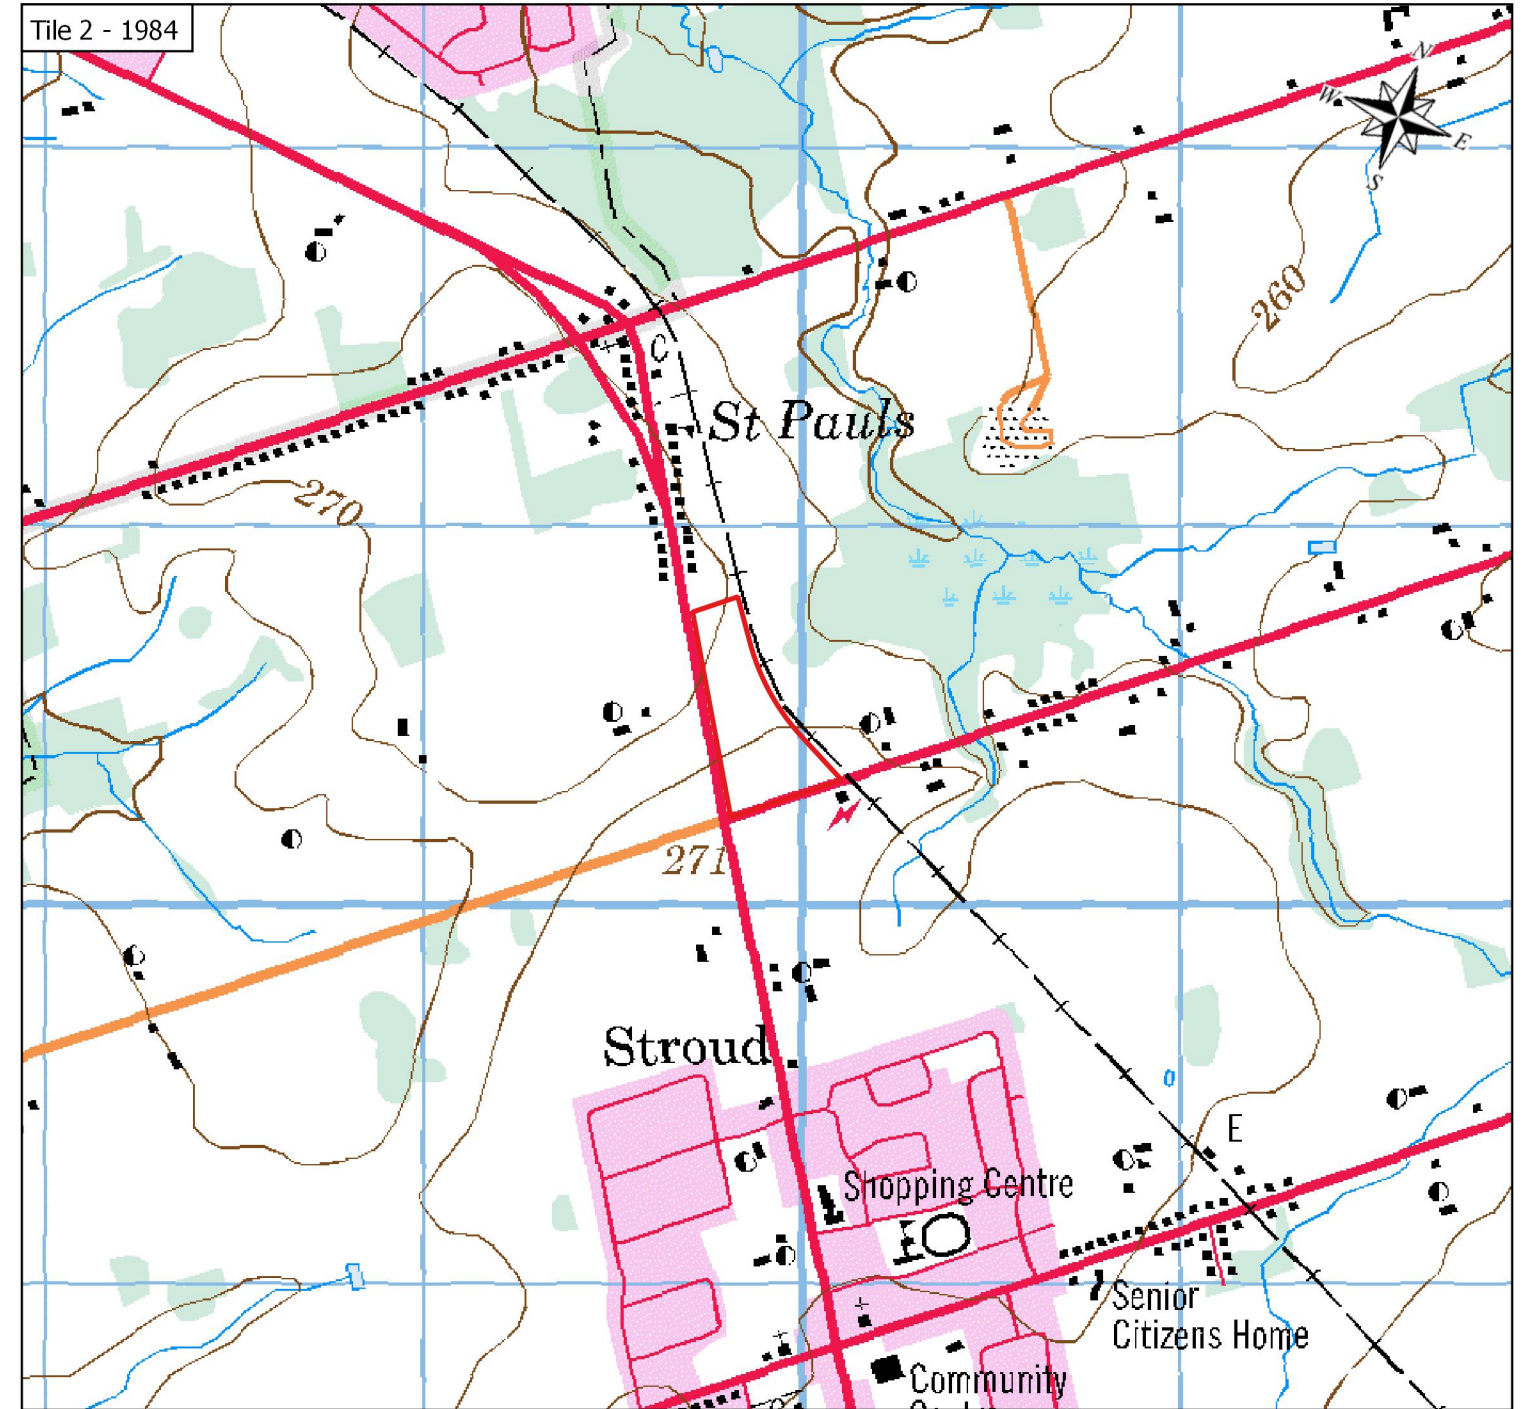 Tile 2 - 1984
N
W
E
S
260
C
St Pauls
270
271
Stroud
E
Shopping Centre
Senior
Citizens Home
Community